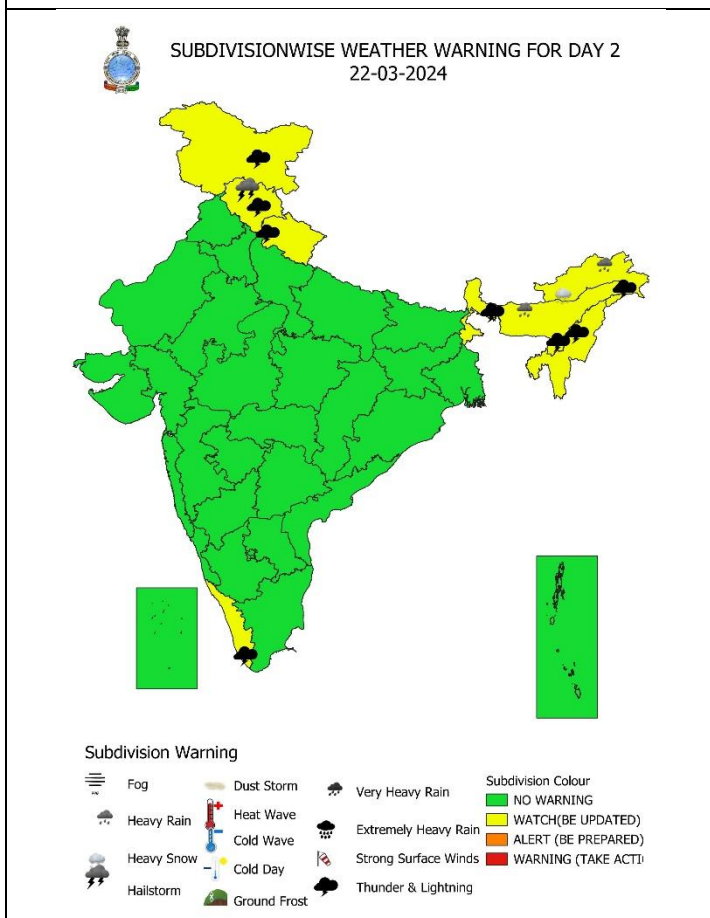 SUBDIVISIONWISE WEATHER WARNING FOR DAY 2
22-03-2024
Subdivision Warning
Fog
Heavy Rain
Heavy Snow
Hailstorm
Dust Storm
Heat Wave
Cold Wave
Cold Day
Ground Frost
Very Heavy Rain
Extremely Heavy Rain
Strong Surface Winds
Thunder & Lightning
Subdivision Colour
NO WARNING
WATCH(BE UPDATED)
ALERT (BE PREPARED)
WARNING (TAKE ACTI